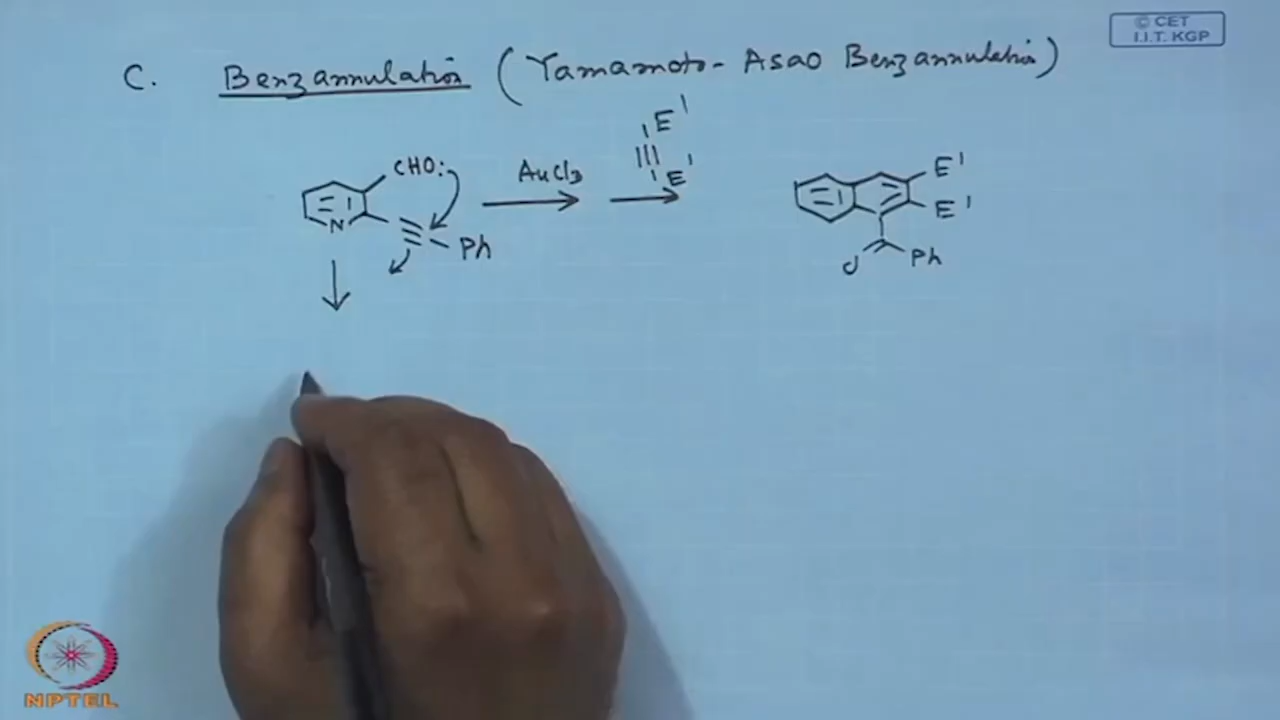 © CET
I.I.T. KGP
C. Benzannulation (Yamamoto-Asao Benzannulation)
E'
CHO:
AuCl3
E'
E'
N
Ph
E'
O
Ph
NPTEL